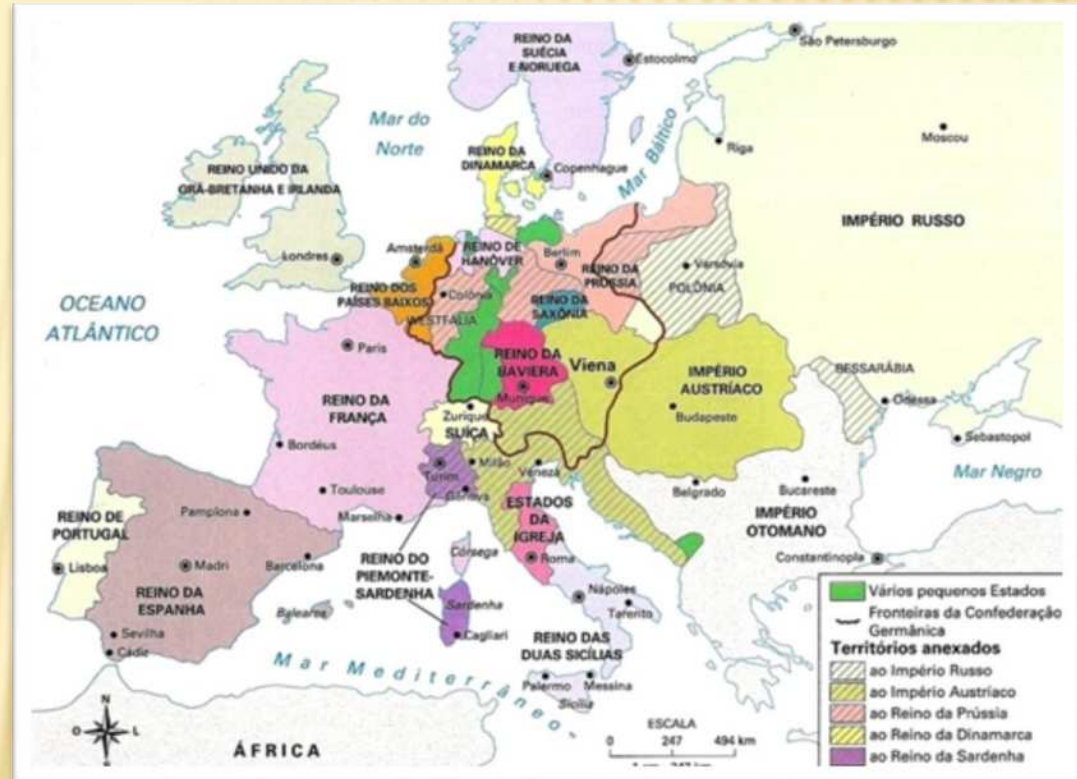 REINO DA
SUÉCIA
E NORUEGA
Estocolmo
São Petersburgo
Mar do
Norte
Mar Báltico
Riga
Moscou
REINO DA
DINAMARCA
Copenhague
REINO UNIDO DA
GRÃ-BRETANHA E IRLANDA
IMPÉRIO RUSSO
Londres
Amsterdã
REINO DE
HANÔVER
Berlim
REINO DA
PRÚSSIA
Varsóvia
POLÔNIA
REINO DOS
PAÍSES BAIXOS
Colônia
WESTFALIA
REINO DA
SAXÔNIA
OCEANO
ATLÂNTICO
Paris
REINO DA
BAVIERA
Munique
Viena
IMPÉRIO
AUSTRÍACO
Budapeste
BESSARÁBIA
Odessa
Sebastopol
REINO DA
FRANÇA
Zurique
SUÍÇA
Bordéus
Turim
Milão
Veneza
Gênova
Mar Negro
Toulouse
Marselha
Belgrado
Bucareste
IMPÉRIO
OTOMANO
Constantinopla
REINO DE
PORTUGAL
Lisboa
Pamplona
Madri
Barcelona
REINO DA
ESPANHA
Baleares
Sevilha
Cádiz
ESTADOS
DA
IGREJA
Roma
Córsega
REINO DO
PIEMONTE-
SARDENHA
Sardenha
Cagliari
Nápoles
Tarento
REINO DAS
DUAS SICÍLIAS
Palermo
Messina
Sicília
Mar Mediterrâneo
ÁFRICA
N
O
L
S
ESCALA
0 247 494 km
1 cm - 247 km
Vários pequenos Estados
Fronteiras da Confederação
Germânica
Territórios anexados
ao Império Russo
ao Império Austríaco
ao Reino da Prússia
ao Reino da Dinamarca
ao Reino da Sardenha